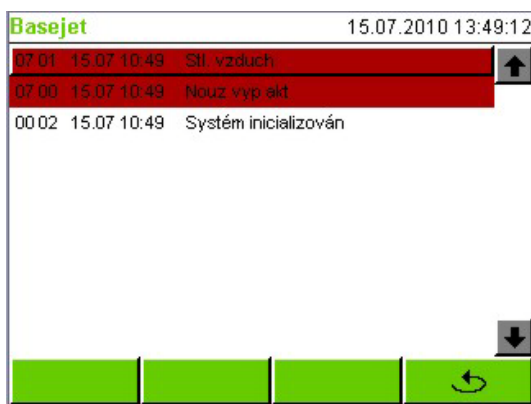 Basejet 15.07.2010 13:49:12
07 01 15.07 10:49 Stl. vzduch
07 00 15.07 10:49 Nouz vyp akt
00 02 15.07 10:49 Systém inicializován